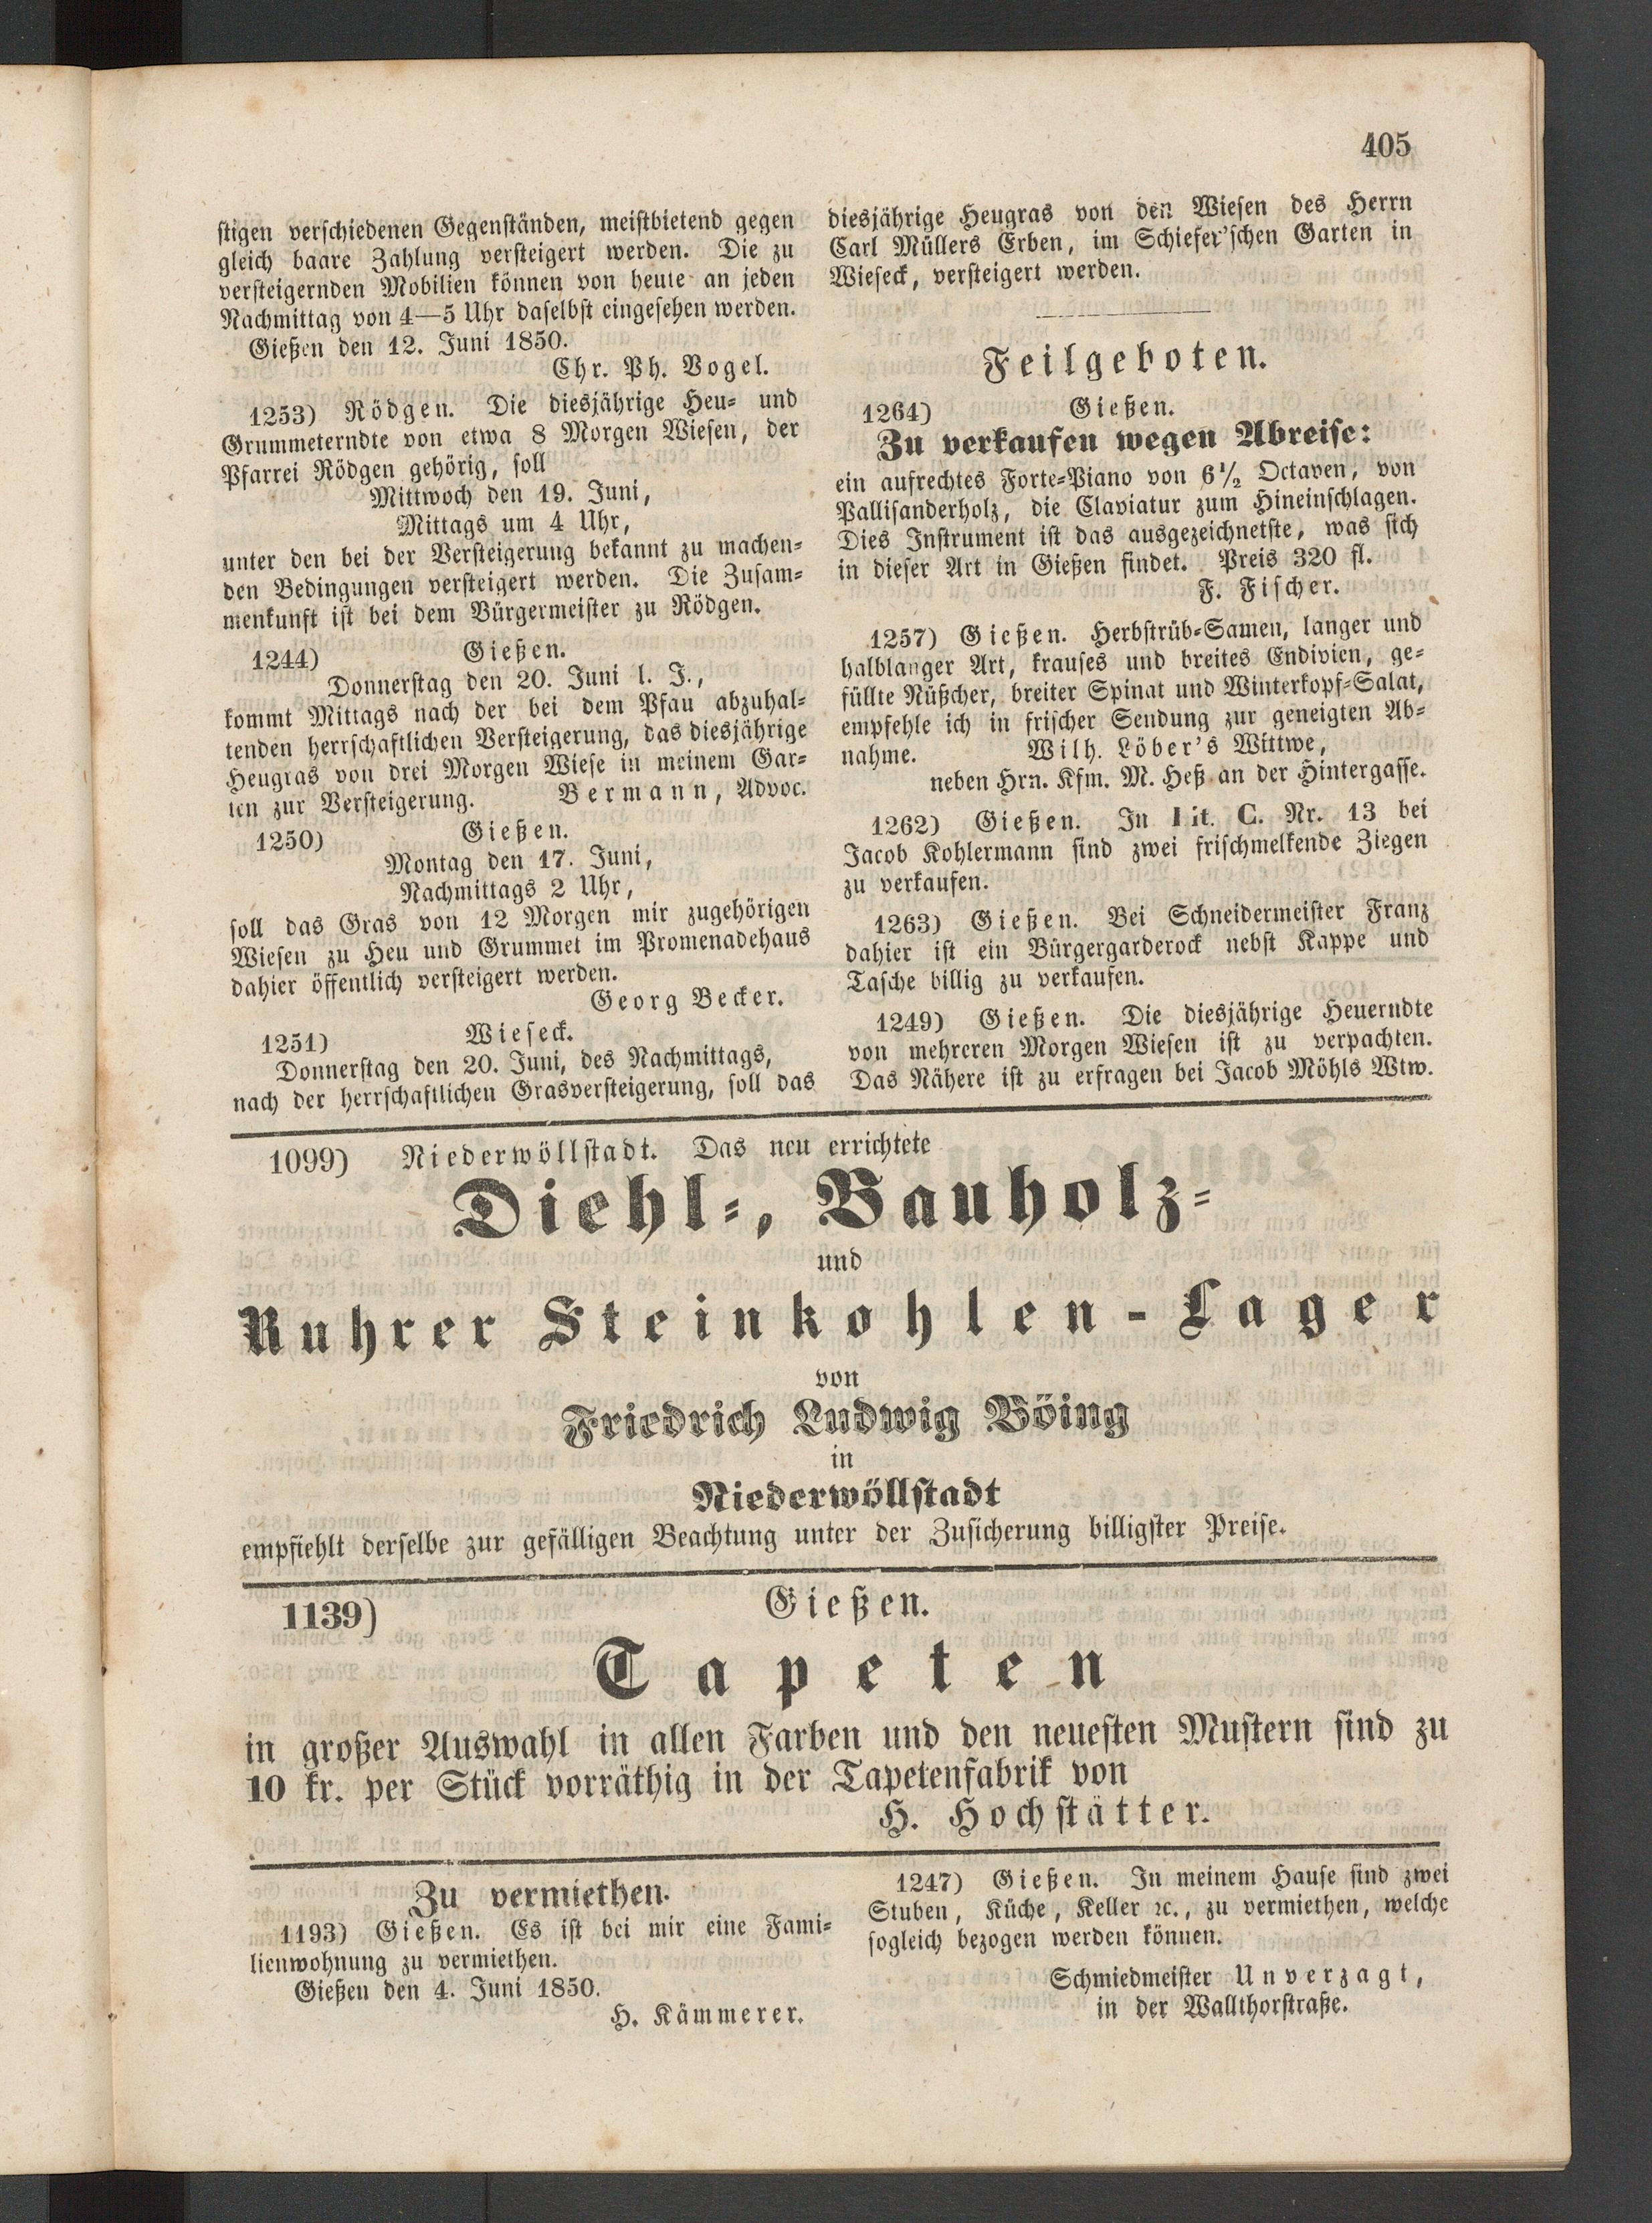 405
stigen verschiedenen Gegenständen, meistbietend gegen
gleich baare Zahlung versteigert werden. Die zu
versteigernden Mobilien können von heute an jeden
Nachmittag von 4—5 Uhr daselbst eingesehen werden.
Gießen den 12. Juni 1850.
Chr. Ph. Vogel.
1253) Rödgen. Die diesjährige Heu- und
Grummeterndte von etwa 8 Morgen Wiesen, der
Pfarrei Rödgen gehörig, soll
Mittwoch den 19. Juni,
Mittags um 4 Uhr,
unter den bei der Versteigerung bekannt zu machen-
den Bedingungen versteigert werden. Die Zusam-
menkunft ist bei dem Bürgermeister zu Rödgen.
1244) Gießen.
Donnerstag den 20. Juni l. J.,
kommt Mittags nach der bei dem Pfau abzuhal-
tenden herrschaftlichen Versteigerung, das diesjährige
Heugras von drei Morgen Wiese in meinem Gar-
ten zur Versteigerung. Bermann, Advoc.
1250) Gießen.
Montag den 17. Juni,
Nachmittags 2 Uhr,
soll das Gras von 12 Morgen mir zugehörigen
Wiesen zu Heu und Grummet im Promenadehaus
dahier öffentlich versteigert werden.
Georg Becker.
1251) Wieseck.
Donnerstag den 20. Juni, des Nachmittags,
nach der herrschaftlichen Grasversteigerung, soll das
diesjährige Heugras von den Wiesen des Herrn
Carl Müllers Erben, im Schiefer'schen Garten in
Wieseck, versteigert werden.
Feilgeboten.
1264) Gießen.
Zu verkaufen wegen Abreise:
ein aufrechtes Forte-Piano von 6½ Octaven, von
Pallisanderholz, die Claviatur zum Hineinschlagen.
Dies Instrument ist das ausgezeichnetste, was sich
in dieser Art in Gießen findet. Preis 320 fl.
F. Fischer.
1257) Gießen. Herbstrüb-Samen, langer und
halblanger Art, krauses und breites Endivien, ge-
füllte Nüßcher, breiter Spinat und Winterkopf-Salat,
empfehle ich in frischer Sendung zur geneigten Ab-
nahme. Wilh. Löber's Wittwe,
neben Hrn. Kfm. M. Heß an der Hintergasse.
1262) Gießen. In Lit. C. Nr. 13 bei
Jacob Kohlermann sind zwei frischmelkende Ziegen
zu verkaufen.
1263) Gießen. Bei Schneidermeister Franz
dahier ist ein Bürgergarderock nebst Kappe und
Tasche billig zu verkaufen.
1249) Gießen. Die diesjährige Heuerndte
von mehreren Morgen Wiesen ist zu verpachten.
Das Nähere ist zu erfragen bei Jacob Möhls Wtw.
1099) Niederwöllstadt. Das neu errichtete
Diehl-, Bauholz-
und
Ruhrer Steinkohlen-Lager
von
Friedrich Ludwig Böing
in
Niederwöllstadt
empfiehlt derselbe zur gefälligen Beachtung unter der Zusicherung billigster Preise.
1139) Gießen.
Tapeten
in großer Auswahl in allen Farben und den neuesten Mustern sind zu
10 kr. per Stück vorräthig in der Tapetenfabrik von
H. Hochstätter.
Zu vermiethen.
1193) Gießen. Es ist bei mir eine Fami-
lienwohnung zu vermiethen.
Gießen den 4. Juni 1850.
H. Kämmerer.
1247) Gießen. In meinem Hause sind zwei
Stuben, Küche, Keller ꝛc., zu vermiethen, welche
sogleich bezogen werden können.
Schmiedmeister Unverzagt,
in der Wallthorstraße.